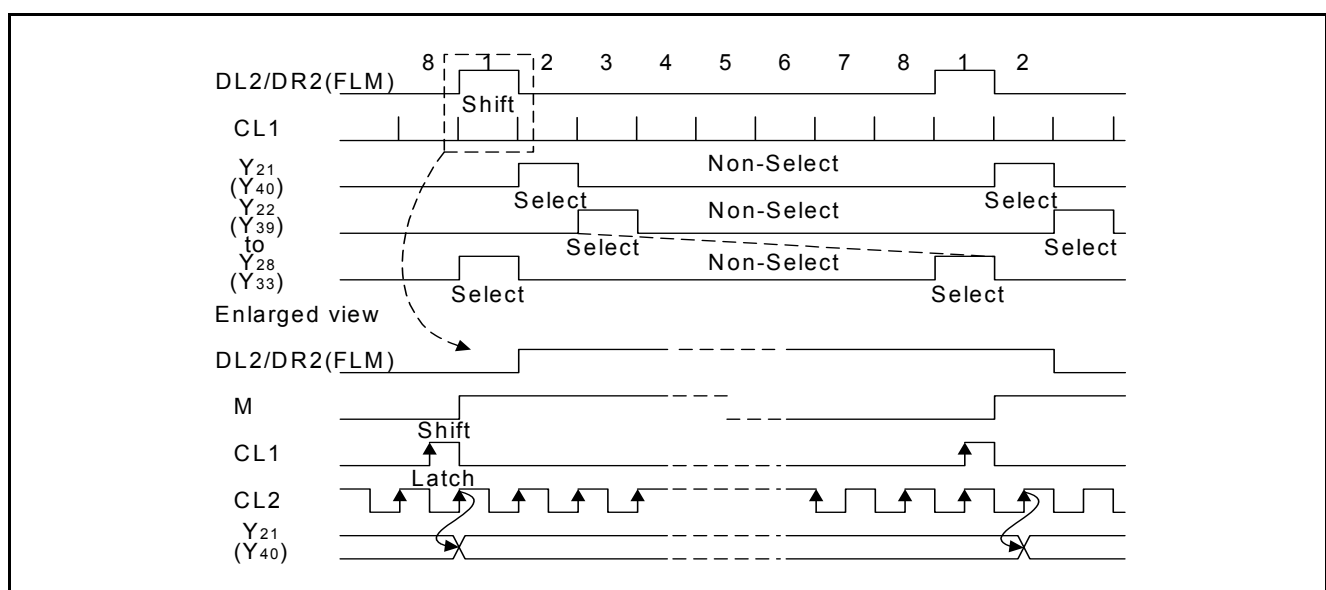 8 1 2 3 4 5 6 7 8 1 2
DL2/DR2(FLM)
Shift
CL1
Y21
(Y40)
Non-Select
Select Select
Y22
(Y39)
Non-Select
Select Select
to
Y28
(Y33)
Non-Select
Select Select
Enlarged view
DL2/DR2(FLM)
M
Shift
CL1
Latch
CL2
Y21
(Y40)